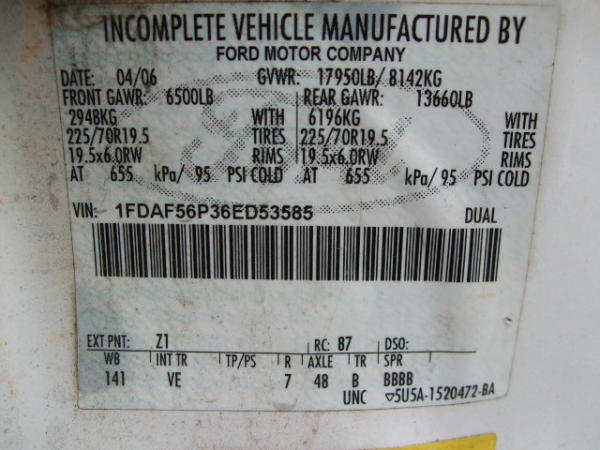 INCOMPLETE VEHICLE MANUFACTURED BY
FORD MOTOR COMPANY
DATE: 04/06 GVWR: 17950LB/ 8142KG
FRONT GAWR: 6500LB REAR GAWR: 13660LB
2948KG WITH 6196KG WITH
225/70R19.5 TIRES 225/70R19.5 TIRES
19.5x6.0RW RIMS 19.5x6.0RW RIMS
AT 655 kPa/ 95 PSI COLD AT 655 kPa/ 95 PSI COLD
VIN: 1FDAF56P36ED53585 DUAL
EXT PNT: Z1 RC: 87 DSO:
WB INT TR TP/PS R AXLE TR SPR
141 VE 7 48 B BBBB
UNC ▽5U5A-1520472-BA